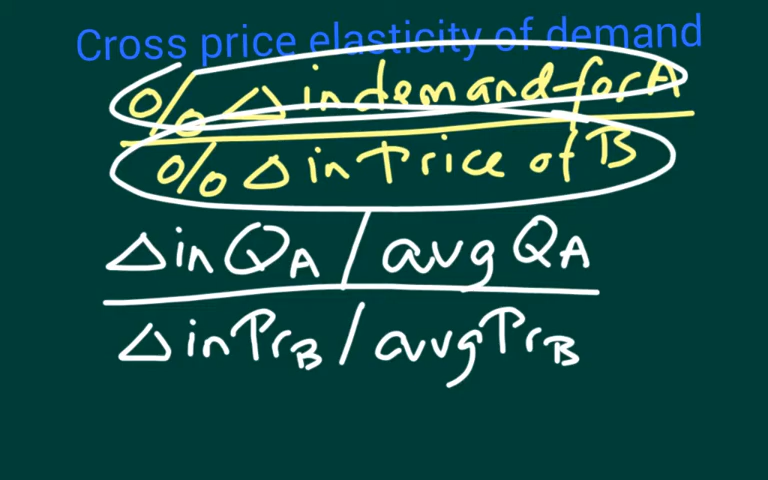 Cross price elasticity of demand
% Δ in demand for A
% Δ in Price of B
Δ in QA / avg QA
Δ in PrB / avg PrB